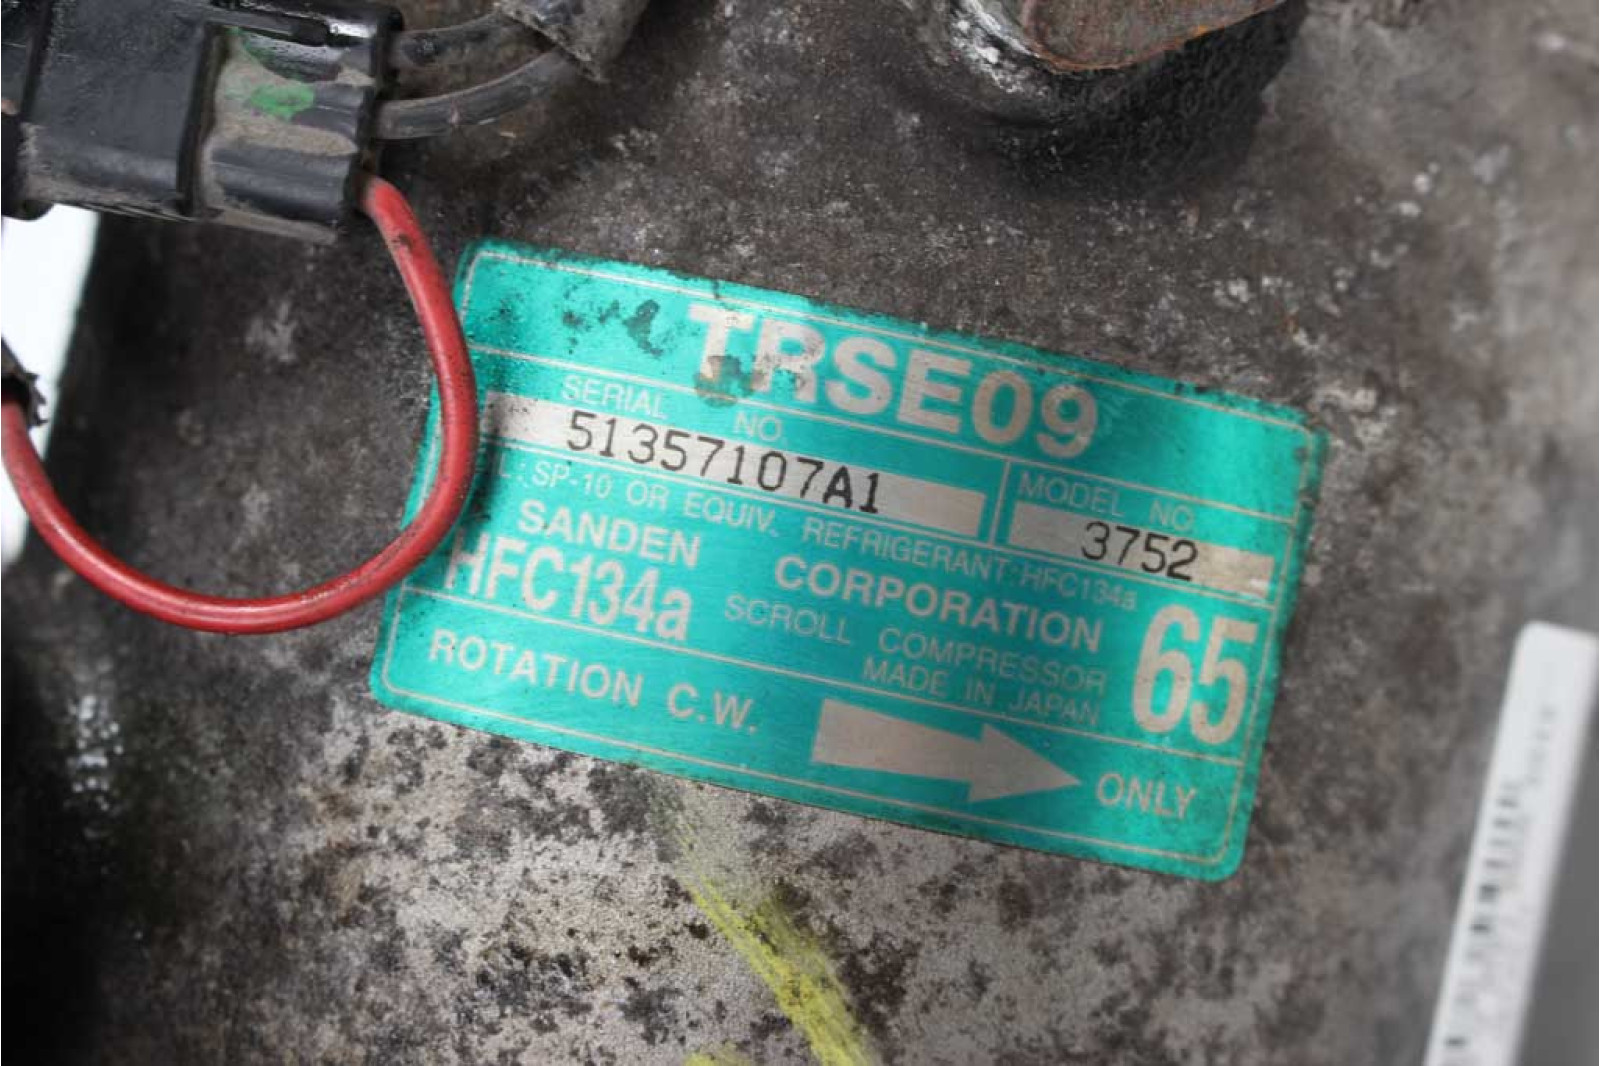 TRSE09
SERIAL NO.
51357107A1
MODEL NO.
3752
SP-10 OR EQUIV. REFRIGERANT: HFC134a
SANDEN CORPORATION
HFC134a
SCROLL COMPRESSOR
MADE IN JAPAN
65
ROTATION C.W.
ONLY